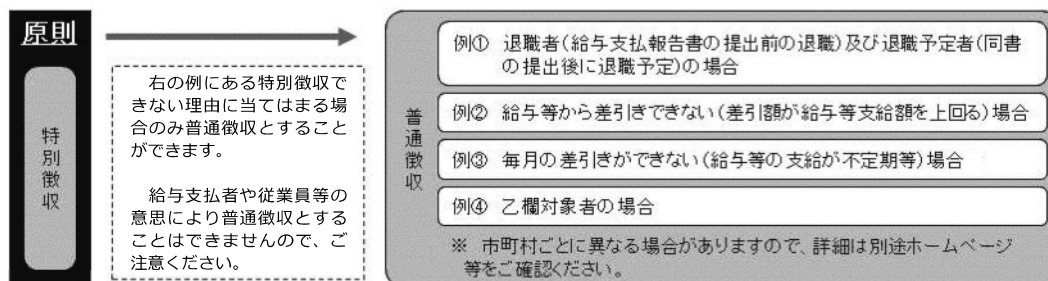 原則
特別徴収
右の例にある特別徴収で
きない理由に当てはまる場
合のみ普通徴収とすること
ができます。
給与支払者や従業員等の
意思により普通徴収とする
ことはできませんので、ご
注意ください。
普通徴収
例① 退職者(給与支払報告書の提出前の退職)及び退職予定者(同書
の提出後に退職予定)の場合
例② 給与等から差引きできない(差引額が給与等支給額を上回る)場合
例③ 毎月の差引きができない(給与等の支給が不定期等)場合
例④ 乙欄対象者の場合
※ 市町村ごとに異なる場合がありますので、詳細は別途ホームページ
等をご確認ください。